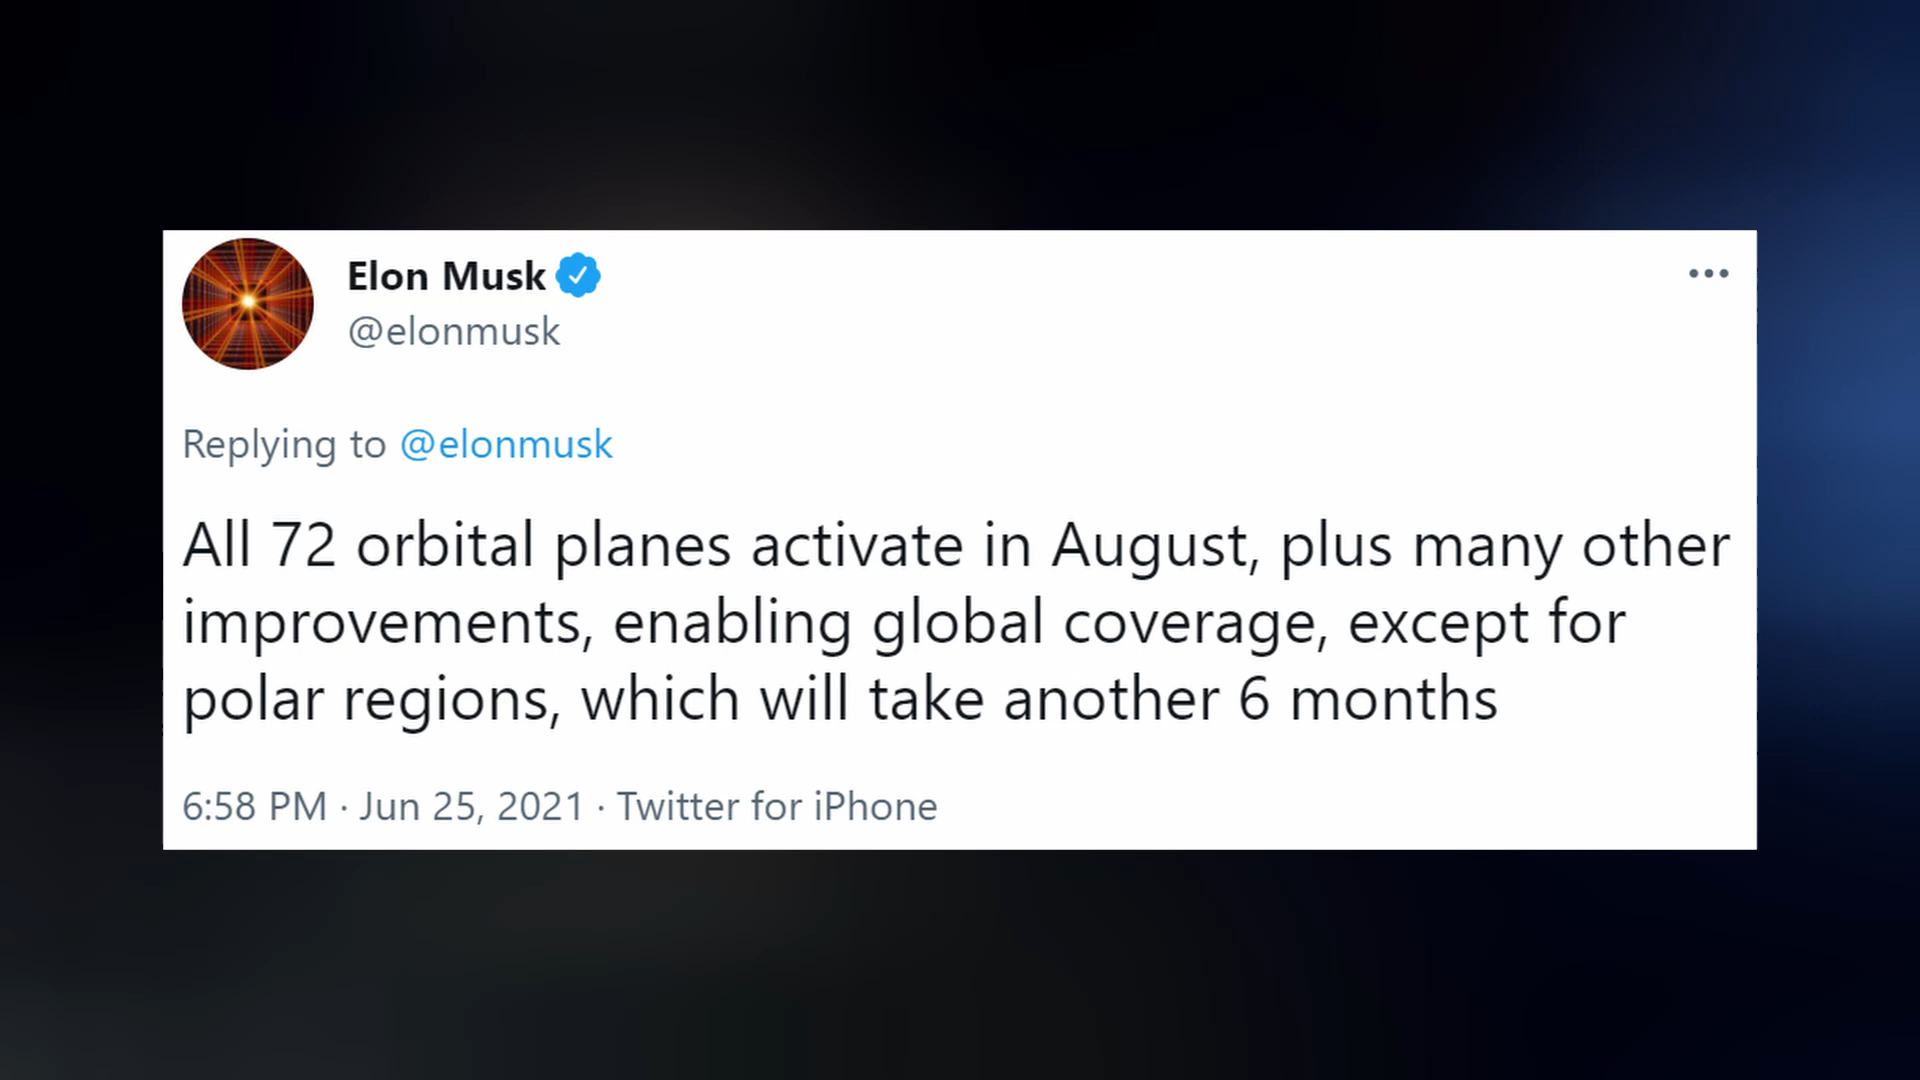 Elon Musk
@elonmusk
Replying to @elonmusk
All 72 orbital planes activate in August, plus many other
improvements, enabling global coverage, except for
polar regions, which will take another 6 months
6:58 PM · Jun 25, 2021 · Twitter for iPhone